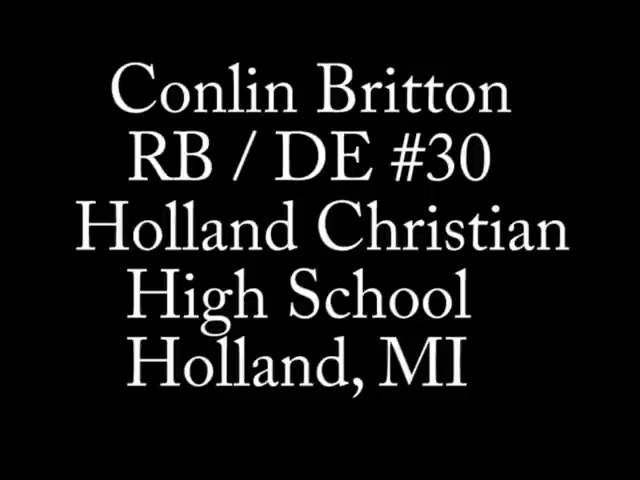 Conlin Britton
RB / DE #30
Holland Christian
High School
Holland, MI